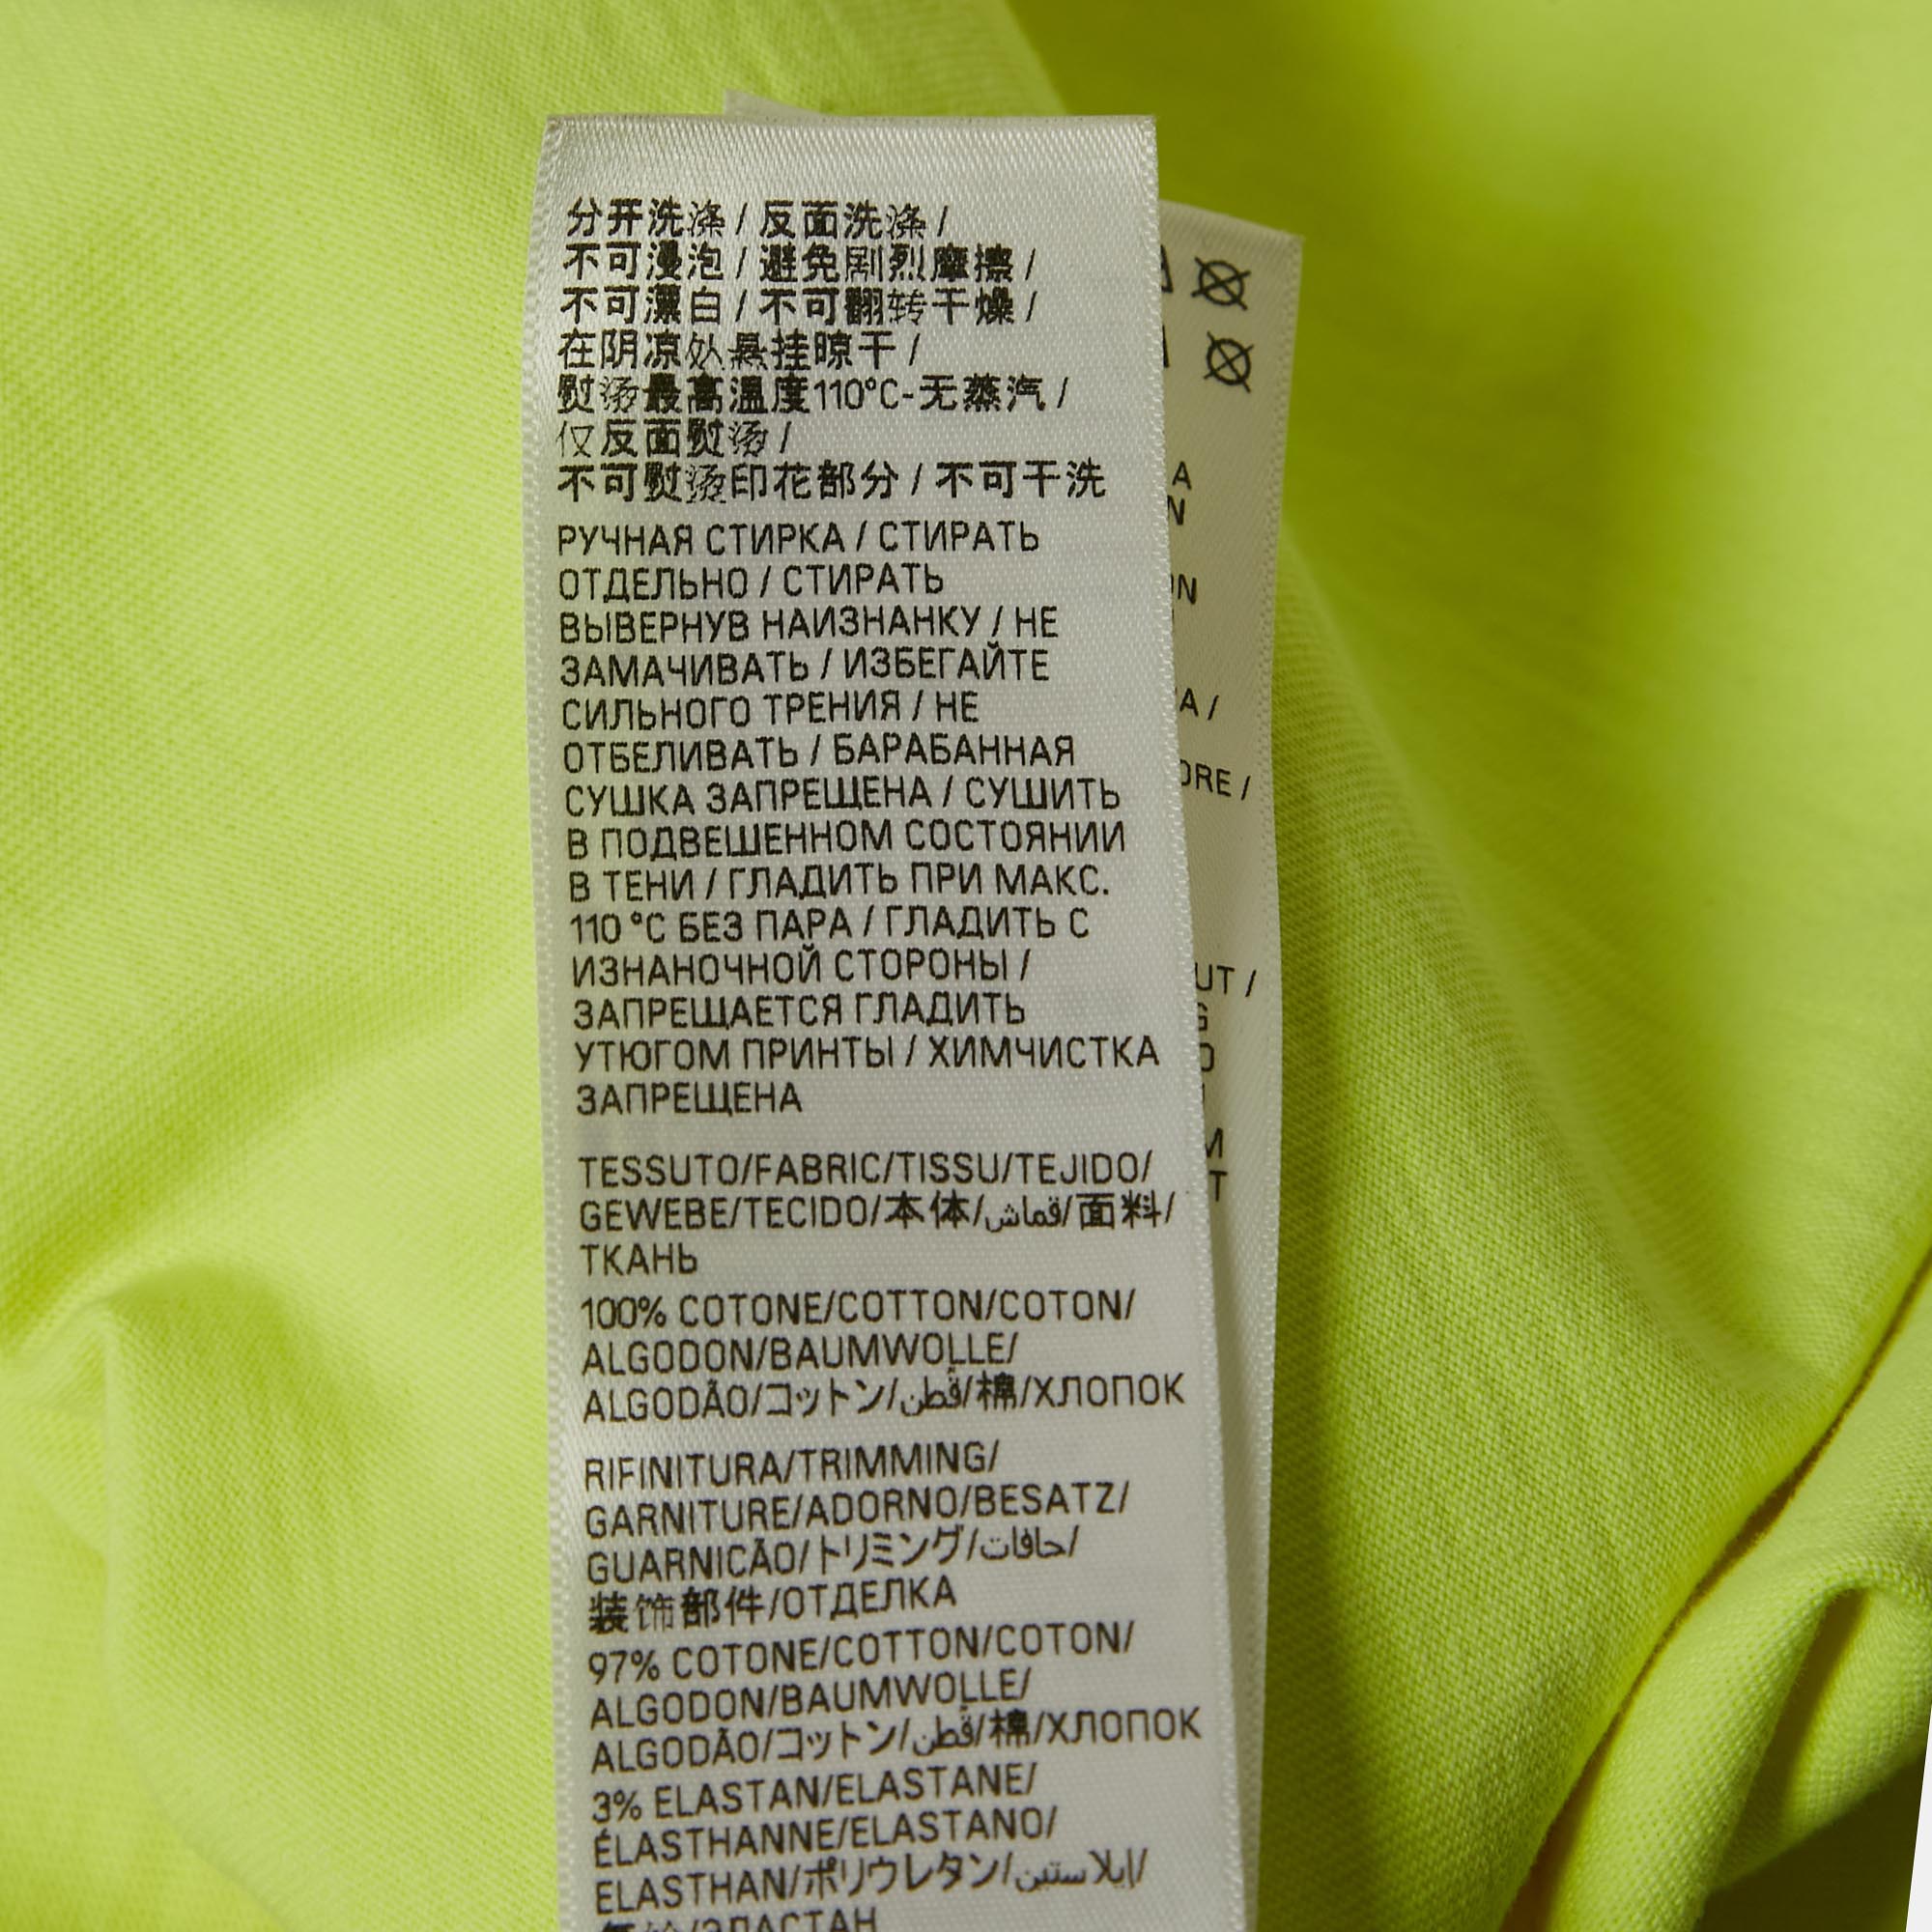 分开洗涤 / 反面洗涤 /
不可漫泡 / 避免剧烈摩擦 /
不可漂白 / 不可翻转干燥 /
在阴凉处悬挂晾干 /
熨烫最高温度110°C-无蒸汽 /
仅反面熨烫 /
不可熨烫印花部分 / 不可干洗
РУЧНАЯ СТИРКА / СТИРАТЬ
ОТДЕЛЬНО / СТИРАТЬ
ВЫВЕРНУВ НАИЗНАНКУ / НЕ
ЗАМАЧИВАТЬ / ИЗБЕГАЙТЕ
СИЛЬНОГО ТРЕНИЯ / НЕ
ОТБЕЛИВАТЬ / БАРАБАННАЯ
СУШКА ЗАПРЕЩЕНА / СУШИТЬ
В ПОДВЕШЕННОМ СОСТОЯНИИ
В ТЕНИ / ГЛАДИТЬ ПРИ МАКС.
110 °C БЕЗ ПАРА / ГЛАДИТЬ С
ИЗНАНОЧНОЙ СТОРОНЫ /
ЗАПРЕЩАЕТСЯ ГЛАДИТЬ
УТЮГОМ ПРИНТЫ / ХИМЧИСТКА
ЗАПРЕЩЕНА
TESSUTO/FABRIC/TISSU/TEJIDO/
GEWEBE/TECIDO/本体/قماش/面料/
ТКАНЬ
100% COTONE/COTTON/COTON/
ALGODON/BAUMWOLLE/
ALGODÃO/コットン/قُطن/棉/ХЛОПОК
RIFINITURA/TRIMMING/
GARNITURE/ADORNO/BESATZ/
GUARNICÃO/トリミング/حافات/
装饰部件/ОТДЕЛКА
97% COTONE/COTTON/COTON/
ALGODON/BAUMWOLLE/
ALGODÃO/コットン/قُطن/棉/ХЛОПОК
3% ELASTAN/ELASTANE/
ÉLASTHANNE/ELASTANO/
ELASTHAN/ポリウレタン/إيلاستين/